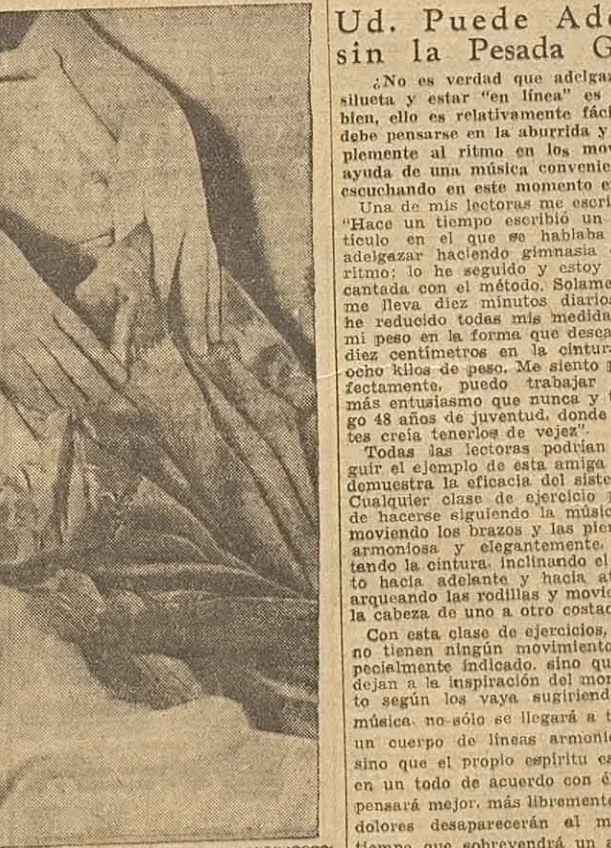 Ud. Puede Ade
sin la Pesada G
¿No es verdad que adelgaz
silueta y estar "en línea" es
bien, ello es relativamente fáci
debe pensarse en la aburrida y
plemente al ritmo en los mov
ayuda de una música convenie
escuchando en este momento e
Una de mis lectoras me escri
"Hace un tiempo escribió un
tículo en el que se hablaba
adelgazar haciendo gimnasia
ritmo; lo he seguido y estoy
cantada con el método. Solame
me lleva diez minutos diarios
he reducido todas mis medida
mi peso en la forma que desea
diez centímetros en la cintura
ocho kilos de peso. Me siento p
fectamente, puedo trabajar
más entusiasmo que nunca y t
go 48 años de juventud, donde
tes creía tenerlos de vejez".
Todas las lectoras podrían
guir el ejemplo de esta amiga
demuestra la eficacia del siste
Cualquier clase de ejercicio
de hacerse siguiendo la músic
moviendo los brazos y las pier
armoniosa y elegantemente,
tando la cintura, inclinando el
to hacia adelante y hacia at
arqueando las rodillas y movie
la cabeza de uno a otro costad
Con esta clase de ejercicios,
no tienen ningún movimiento
pecialmente indicado, sino qu
dejan a la inspiración del mom
to según los vaya sugiriend
música, no sólo se llegará a t
un cuerpo de líneas armonio
sino que el propio espíritu es
en un todo de acuerdo con é
pensará mejor, más libremente
dolores desaparecerán al m
tiempo que sobrevendrá un